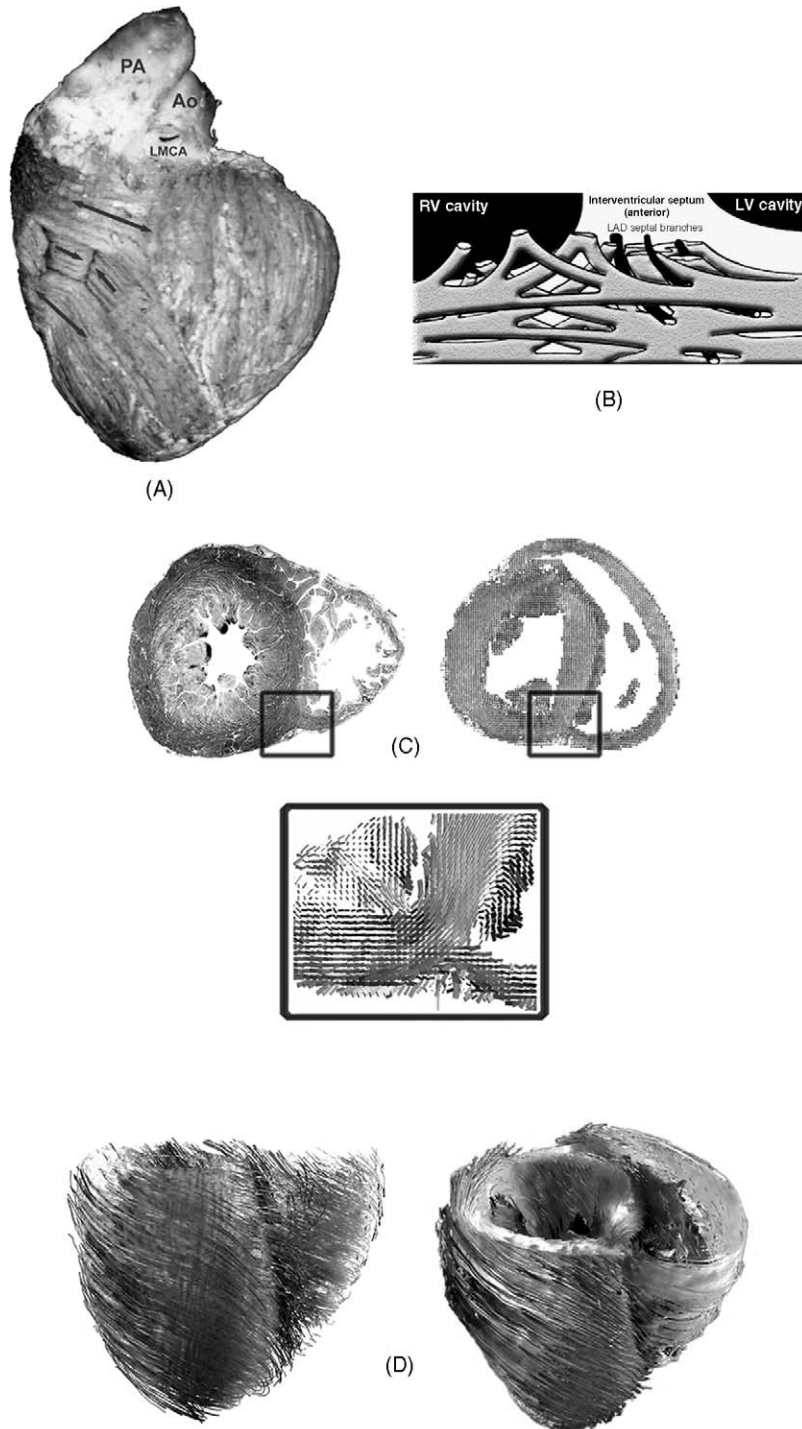 PA
Ao
LMCA
(A)
RV cavity
Interventricular septum
(anterior)
LAD septal branches
LV cavity
(B)
(C)
(D)